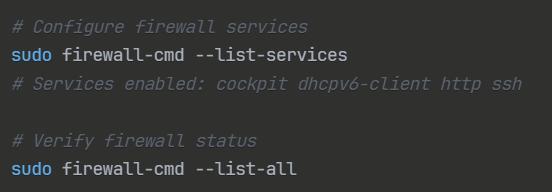 # Configure firewall services
sudo firewall-cmd --list-services
# Services enabled: cockpit dhcpv6-client http ssh
# Verify firewall status
sudo firewall-cmd --list-all